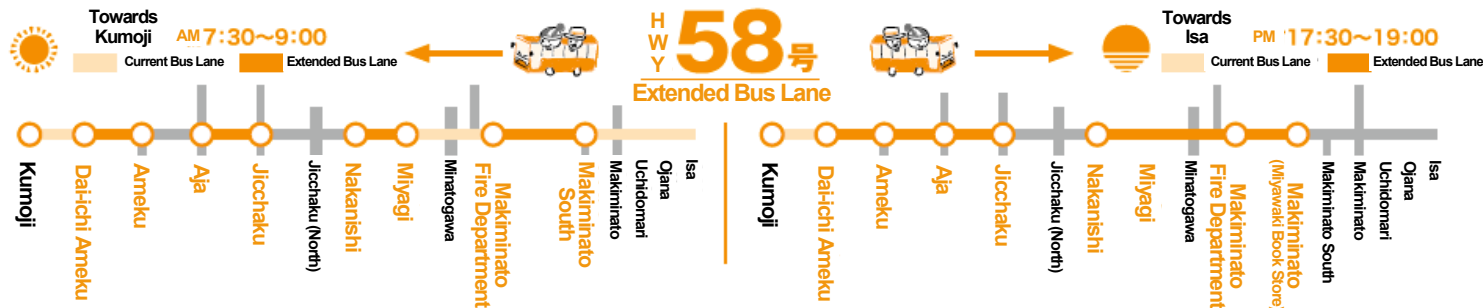 Towards
Kumoji
AM 7:30~9:00
Current Bus Lane
Extended Bus Lane
HWY 58号
Extended Bus Lane
Towards
Isa
PM 17:30~19:00
Current Bus Lane
Extended Bus Lane
Kumoji
Dai-ichi Ameku
Ameku
Aja
Jicchaku
Jicchaku (North)
Nakanishi
Miyagi
Minatogawa
Makiminato
Fire Department
Makiminato
South
Makiminato
Uchidomari
Ojana
Isa
Kumoji
Dai-ichi Ameku
Ameku
Aja
Jicchaku
Jicchaku (North)
Nakanishi
Miyagi
Minatogawa
Makiminato
Fire Department
Makiminato
(Miyawaki Book Store)
Makiminato South
Makiminato
Uchidomari
Ojana
Isa